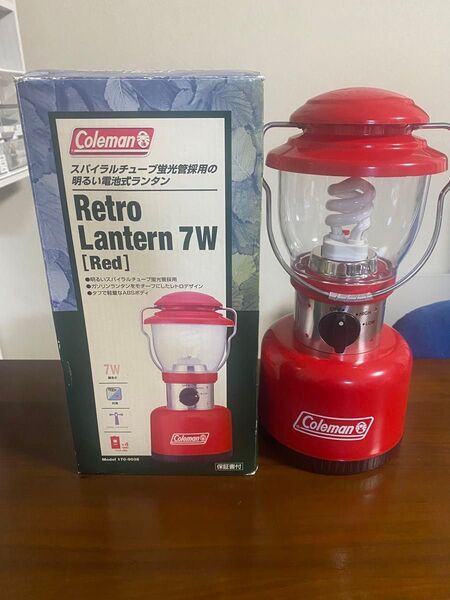 Coleman
スパイラルチューブ蛍光管採用の
明るい電池式ランタン
Retro
Lantern 7W
[Red]
●明るいスパイラルチューブ蛍光管採用
●ガソリンランタンをモチーフにしたレトロデザイン
●タフで軽量なABSボディ
7W
Coleman
Model 170-9038
保証書付
OFF
HIGH
LOW
Coleman